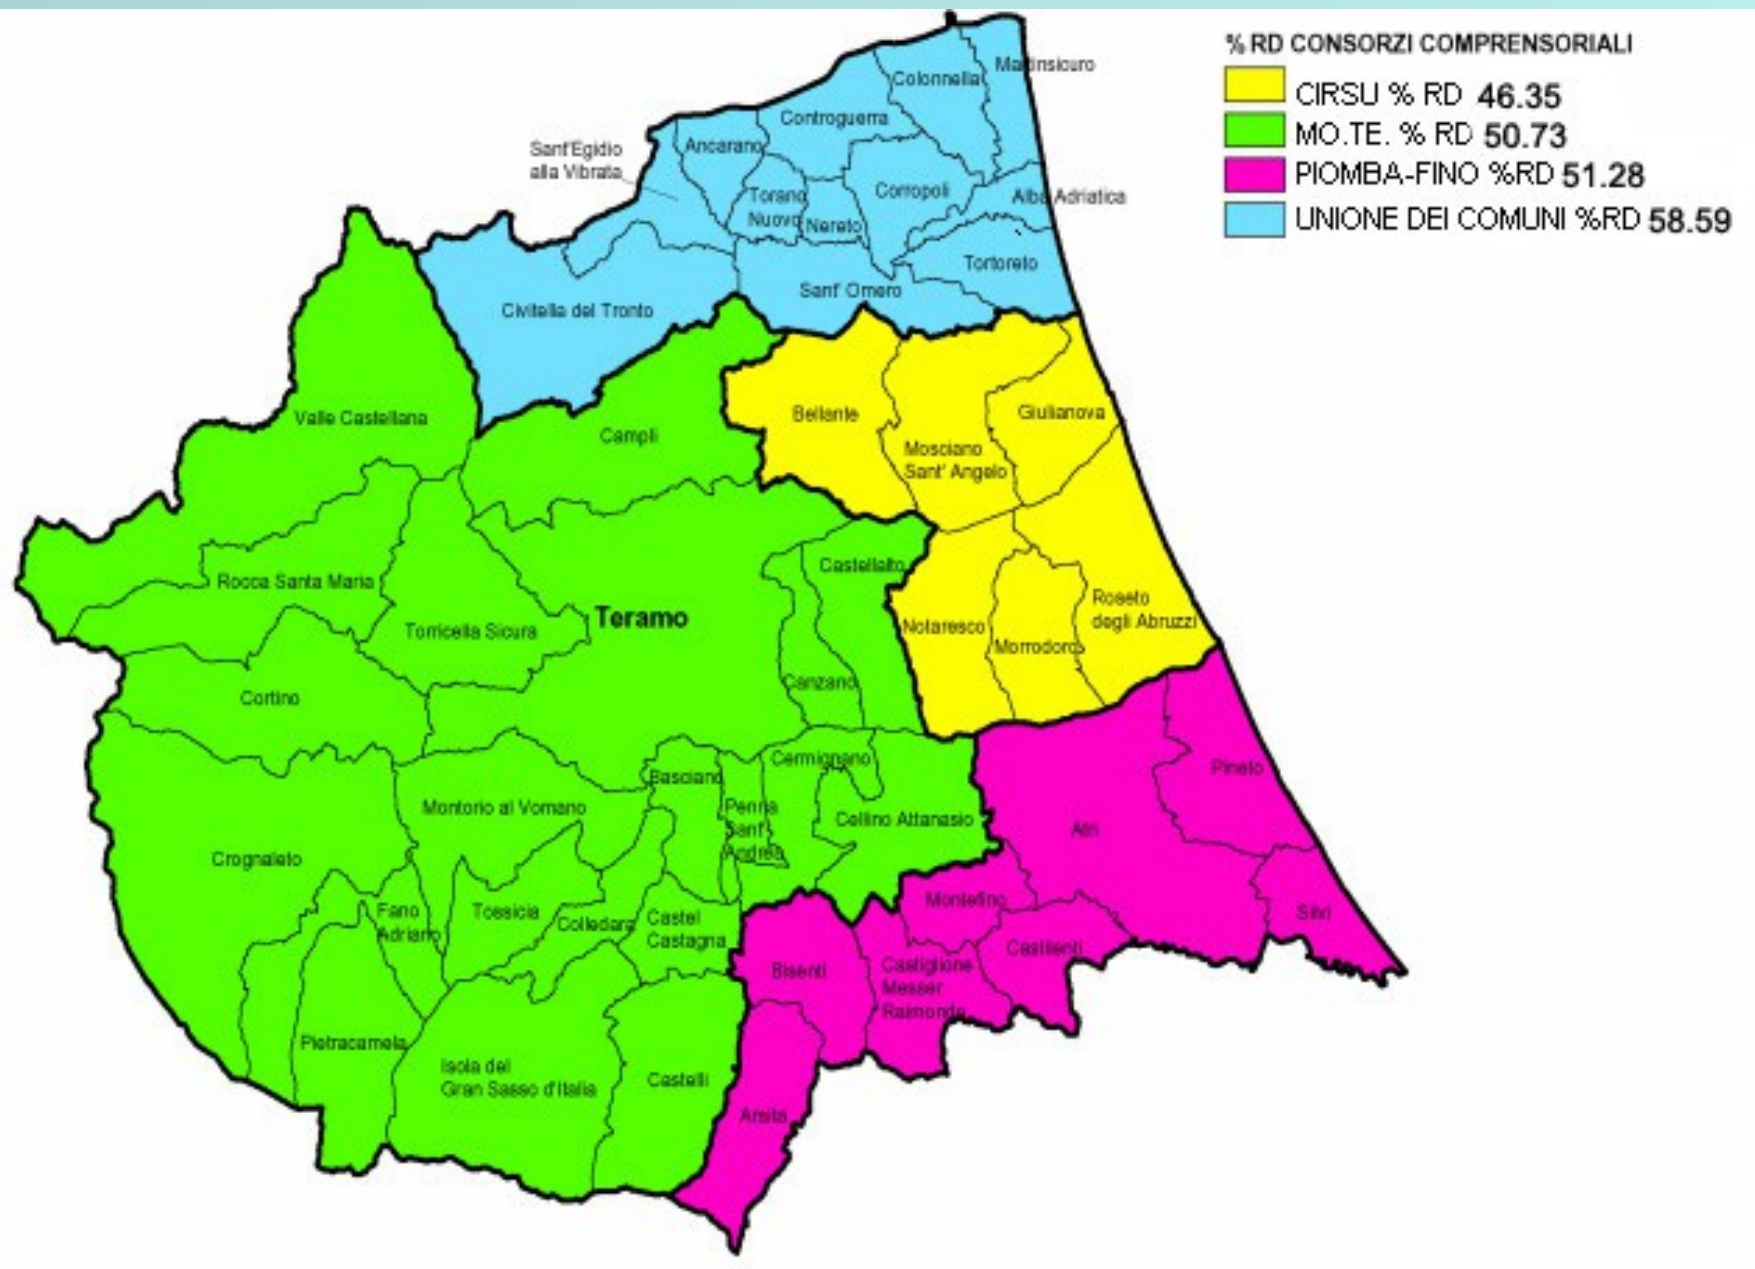 % RD CONSORZI COMPRENSORIALI
CIRSU % RD 46.35
MO.TE. % RD 50.73
PIOMBA-FINO %RD 51.28
UNIONE DEI COMUNI %RD 58.59
Martinsicuro
Colonnella
Controguerra
Ancarano
Sant'Egidio
alla Vibrata
Torano
Nuovo
Nereto
Corropoli
Alba Adriatica
Tortoreto
Sant' Omero
Civitella del Tronto
Valle Castellana
Campli
Bellante
Mosciano
Sant' Angelo
Giulianova
Rocca Santa Maria
Torricella Sicura
Teramo
Castellalto
Notaresco
Morrodoro
Roseto
degli Abruzzi
Cortino
Canzano
Crognaleto
Montorio al Vomano
Basciano
Penna
Sant'
Andrea
Cermignano
Cellino Attanasio
Atri
Pineto
Silvi
Fano
Adriano
Tossicia
Colledara
Castel
Castagna
Montefino
Castilenti
Bisenti
Castiglione
Messer
Raimondo
Pietracamela
Isola del
Gran Sasso d'Italia
Castelli
Arsita